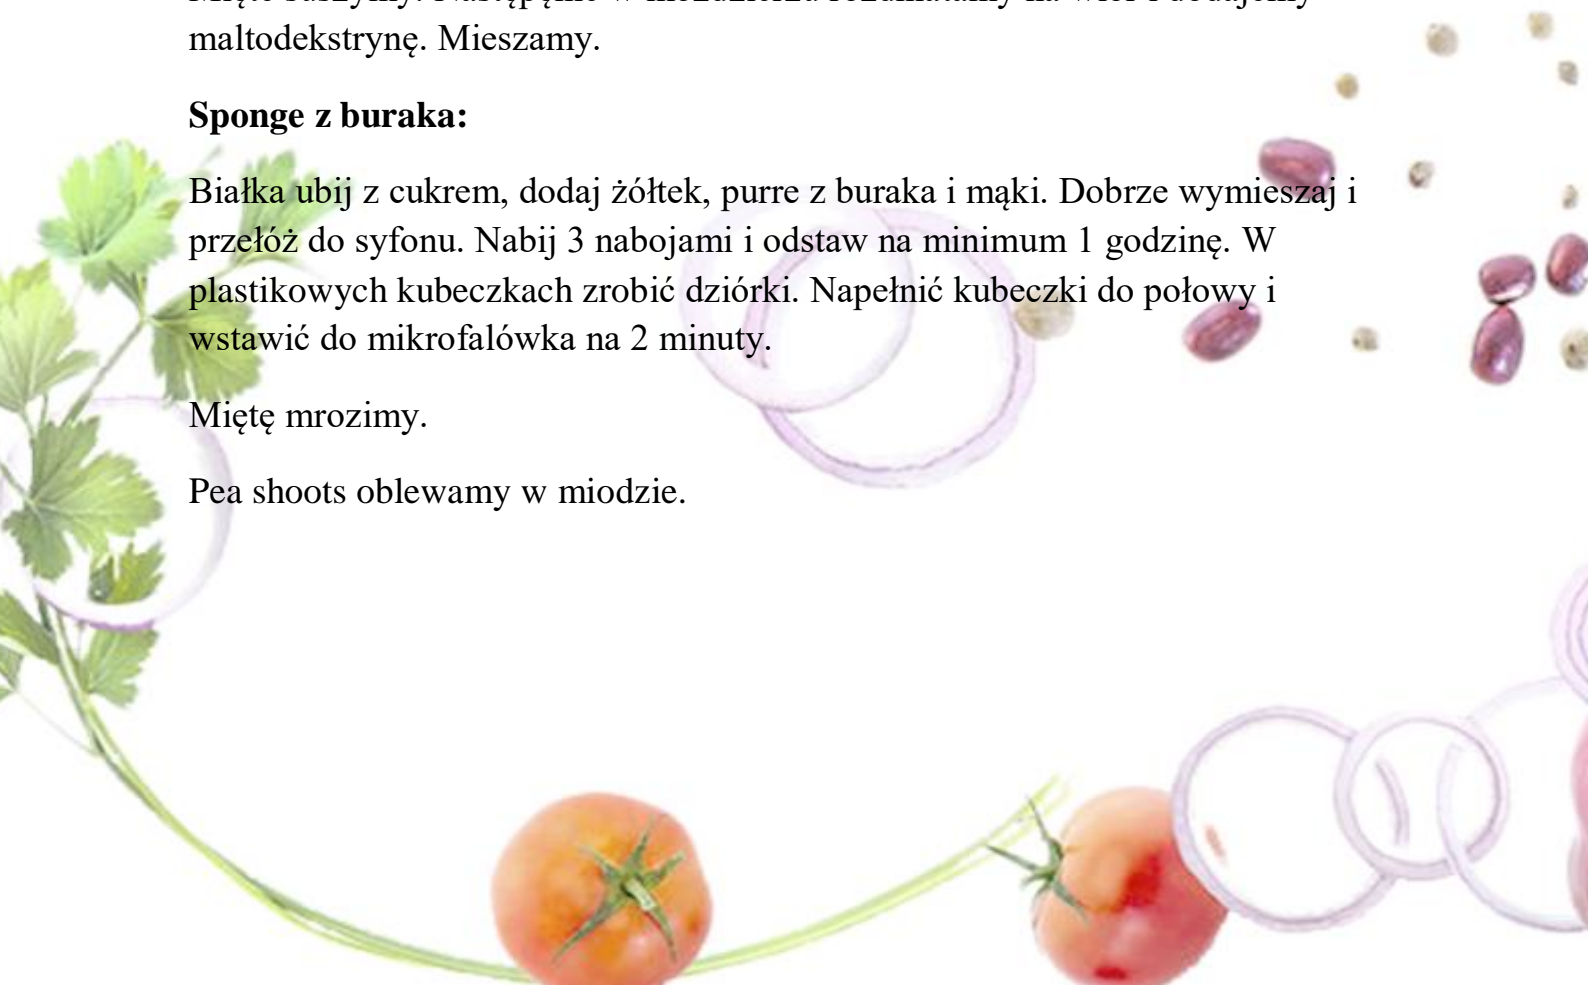 maltodekstrynę. Mieszamy.
Sponge z buraka:
Białka ubij z cukrem, dodaj żółtek, purre z buraka i mąki. Dobrze wymieszaj i
przełóż do syfonu. Nabij 3 nabojami i odstaw na minimum 1 godzinę. W
plastikowych kubeczkach zrobić dziórki. Napełnić kubeczki do połowy i
wstawić do mikrofalówka na 2 minuty.
Miętę mrozimy.
Pea shoots oblewamy w miodzie.